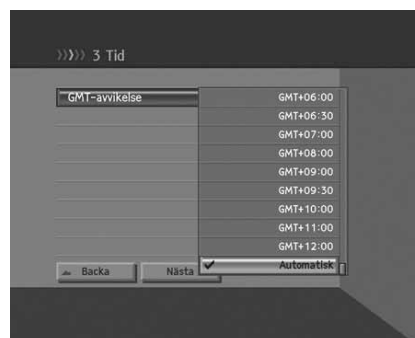 3 Tid
GMT-avvikelse
GMT+06:00
GMT+06:30
GMT+07:00
GMT+08:00
GMT+09:00
GMT+09:30
GMT+10:00
GMT+11:00
GMT+12:00
Automatisk
Backa
Nästa